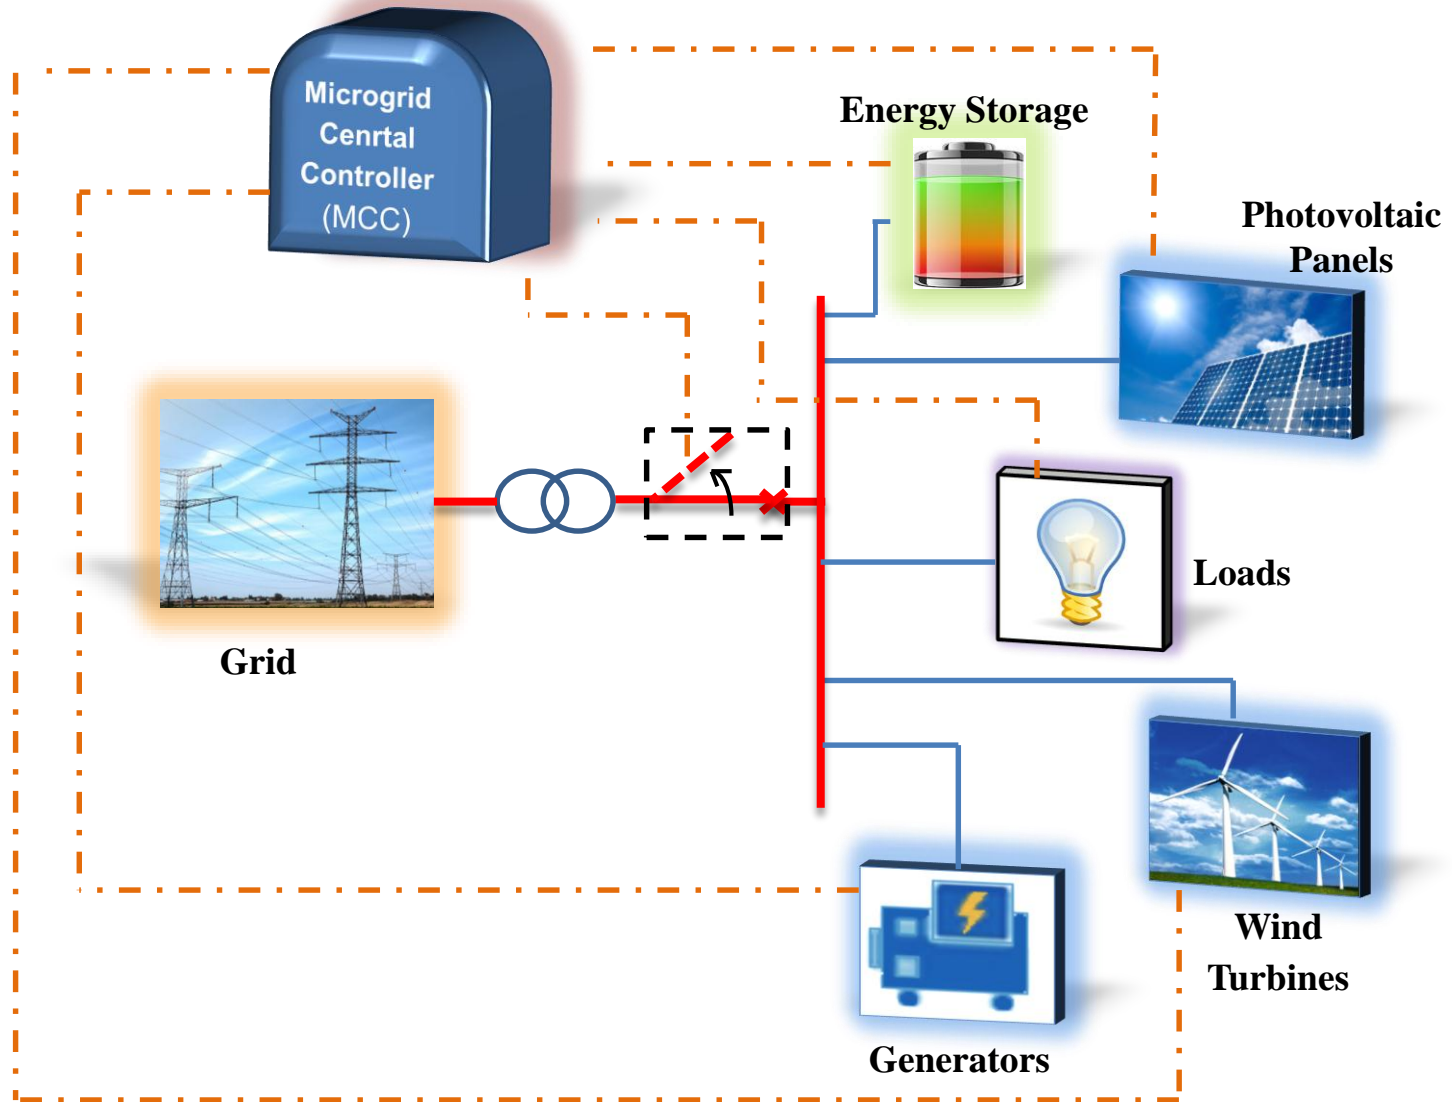 Microgrid
Cenrtal
Controller
(MCC)
Energy Storage
Photovoltaic
Panels
Grid
Loads
Wind
Turbines
Generators